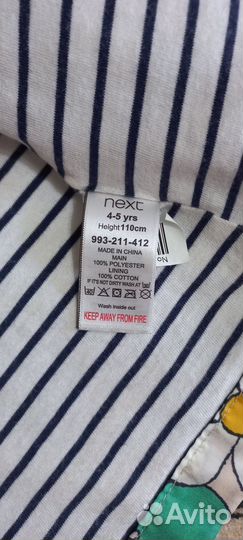 next
4-5 yrs
Height 110cm
993-211-412
MADE IN CHINA
MAIN
100% POLYESTER
LINING
100% COTTON
IF IT'S NOT DIRTY WASH AT
Wash inside out
KEEP AWAY FROM FIRE
Avito